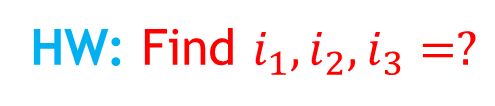 HW: Find i₁, i₂, i₃ =?